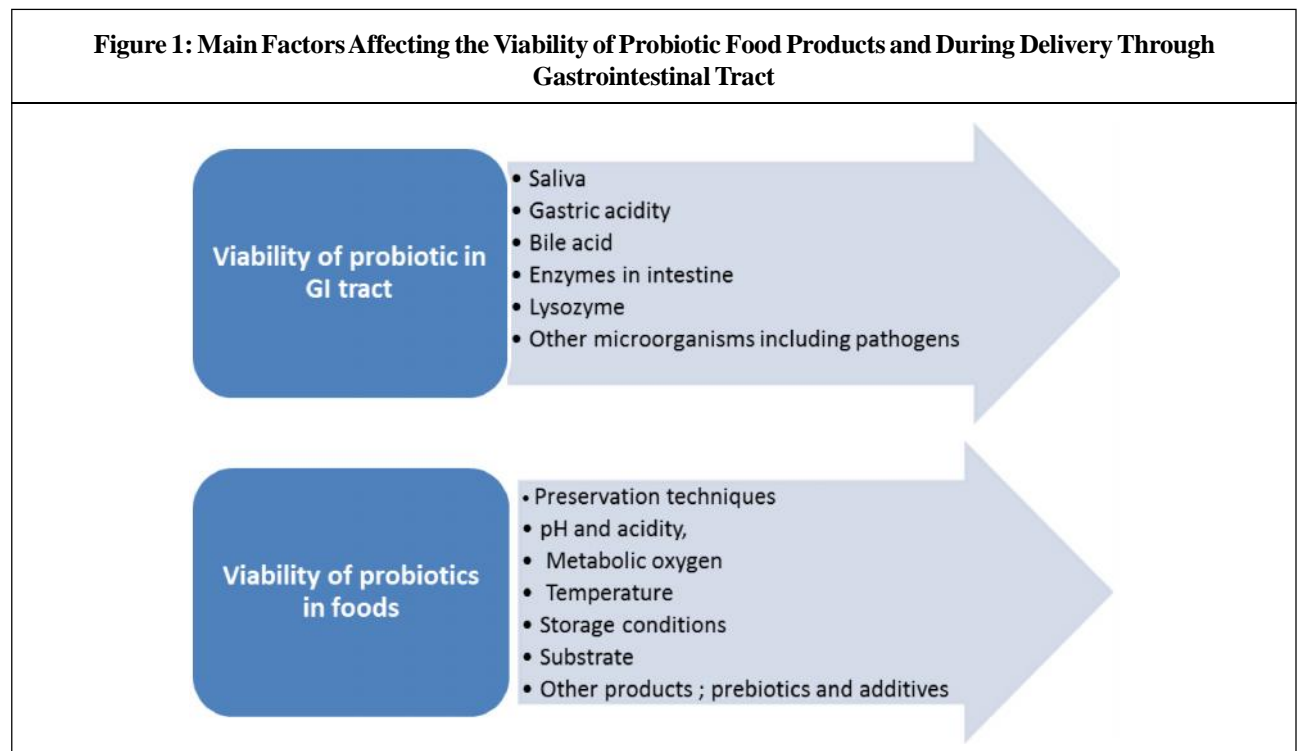 Figure 1: Main Factors Affecting the Viability of Probiotic Food Products and During Delivery Through
Gastrointestinal Tract
Viability of probiotic in
GI tract
• Saliva
• Gastric acidity
• Bile acid
• Enzymes in intestine
• Lysozyme
• Other microorganisms including pathogens
Viability of probiotics
in foods
• Preservation techniques
• pH and acidity,
• Metabolic oxygen
• Temperature
• Storage conditions
• Substrate
• Other products ; prebiotics and additives